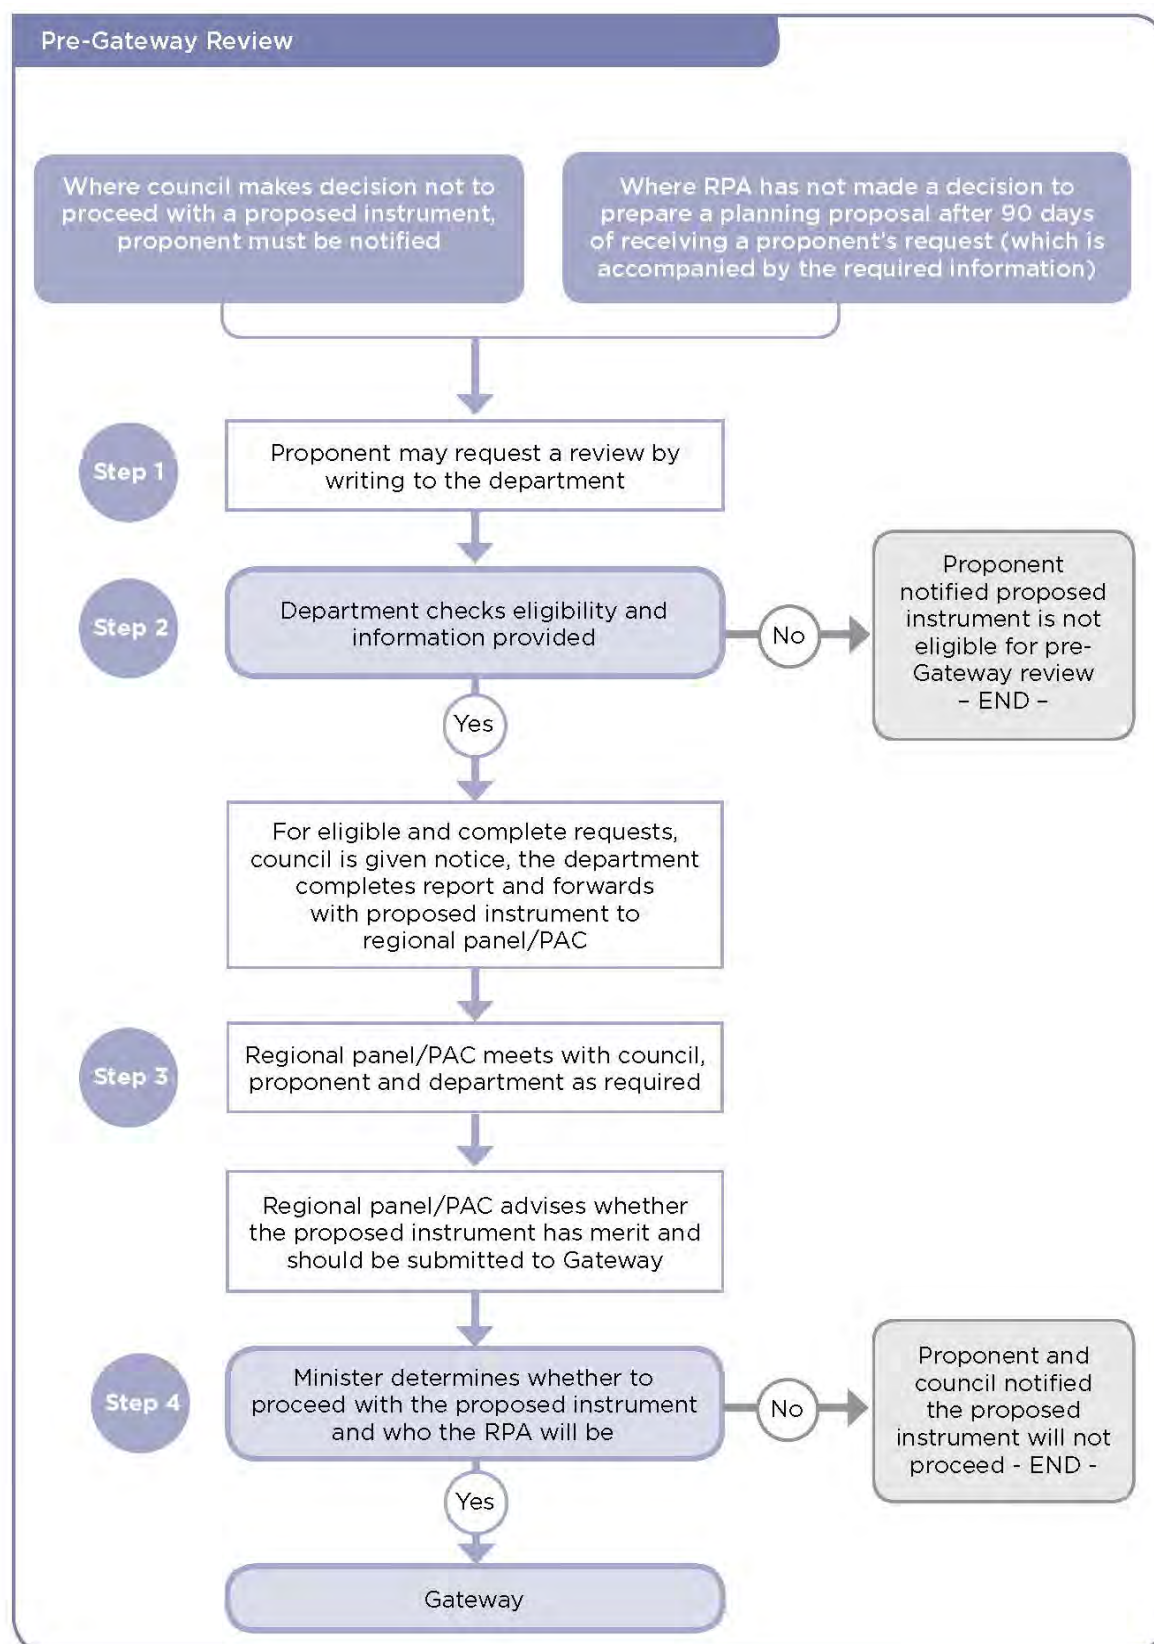 Pre-Gateway Review
Where council makes decision not to
proceed with a proposed instrument,
proponent must be notified
Where RPA has not made a decision to
prepare a planning proposal after 90 days
of receiving a proponent's request (which is
accompanied by the required information)
Step 1
Proponent may request a review by
writing to the department
Step 2
Department checks eligibility and
information provided
No
Proponent
notified proposed
instrument is not
eligible for pre-
Gateway review
– END –
Yes
For eligible and complete requests,
council is given notice, the department
completes report and forwards
with proposed instrument to
regional panel/PAC
Step 3
Regional panel/PAC meets with council,
proponent and department as required
Regional panel/PAC advises whether
the proposed instrument has merit and
should be submitted to Gateway
Step 4
Minister determines whether to
proceed with the proposed instrument
and who the RPA will be
No
Proponent and
council notified
the proposed
instrument will not
proceed - END -
Yes
Gateway